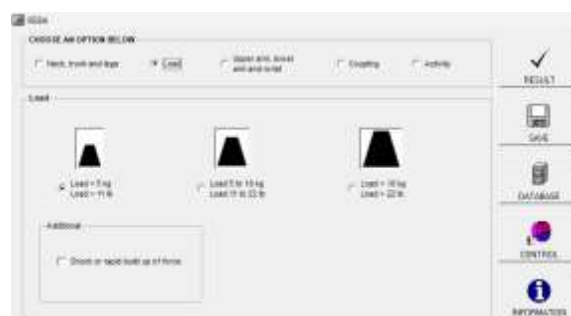 REBA
CHOOSE AN OPTION BELOW
Neck, trunk and legs
Load
Upper arm, lower
arm and wrist
Coupling
Activity
Load
Load < 5 kg
Load < 11 lb
Load 5 to 10 kg
Load 11 to 22 lb
Load > 10 kg
Load > 22 lb
Additional
Shock or rapid build up of force
RESULT
SAVE
DATABASE
CONTROL
INFORMATION